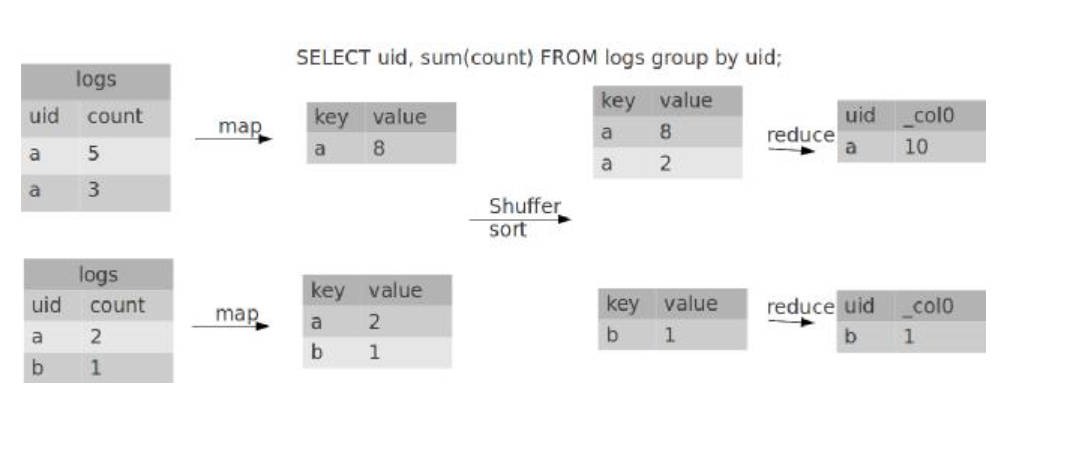 SELECT uid, sum(count) FROM logs group by uid;
logs
uid count
a 5
a 3
map
key value
a 8
key value
a 8
a 2
reduce
uid _col0
a 10
Shuffer
sort
logs
uid count
a 2
b 1
map
key value
a 2
b 1
key value
b 1
reduce
uid _col0
b 1